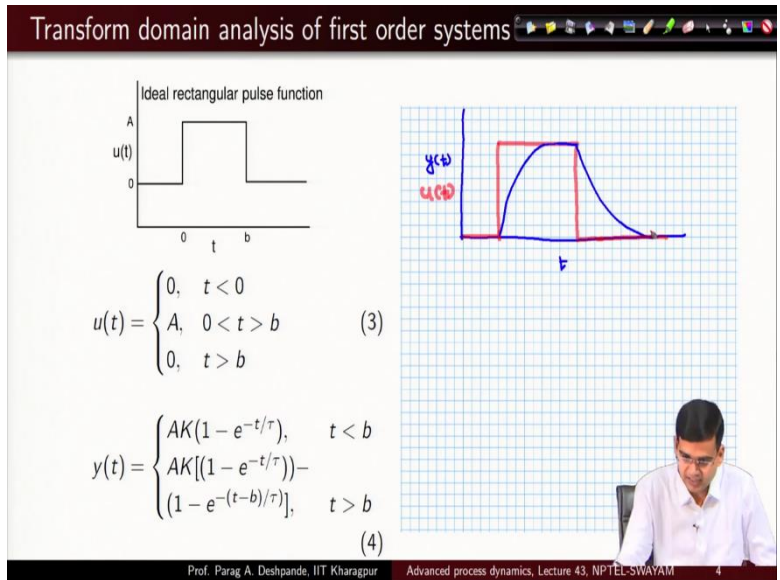 Transform domain analysis of first order systems
Ideal rectangular pulse function
A
u(t)
0
0
b
t
u(t) = { 0, t < 0
A, 0 < t > b (3)
0, t > b
y(t) = { AK(1 − e^{−t/τ}), t < b
AK[(1 − e^{−t/τ}))−
(1 − e^{−(t−b)/τ)}], t > b
(4)
y(t)
u(t)
t
Prof. Parag A. Deshpande, IIT Kharagpur
Advanced process dynamics, Lecture 43, NPTEL-SWAYAM
4